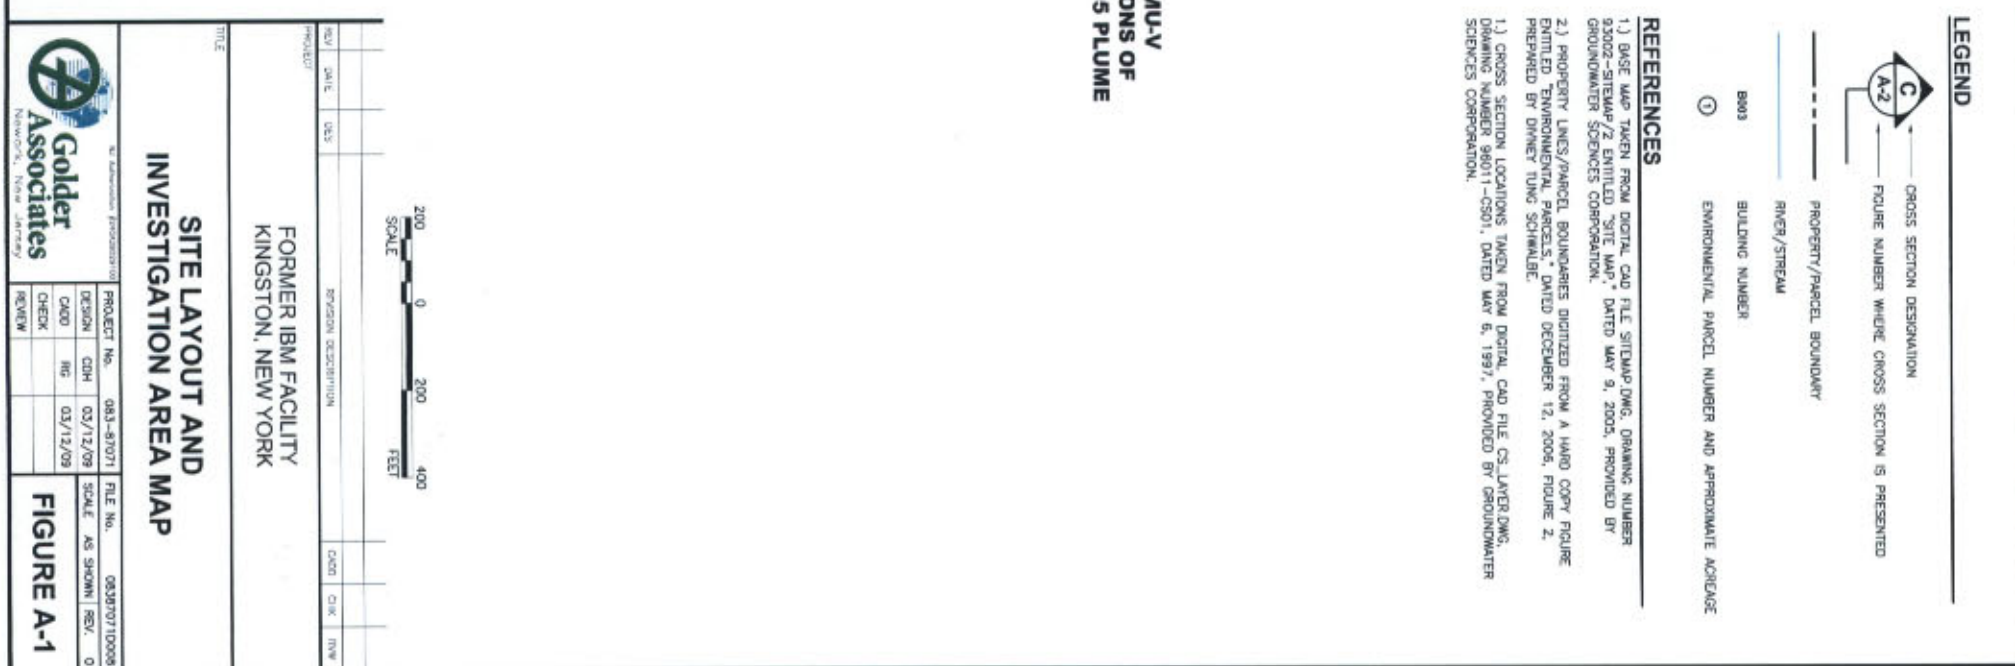 LEGEND
C
A-2
CROSS SECTION DESIGNATION
FIGURE NUMBER WHERE CROSS SECTION IS PRESENTED
PROPERTY/PARCEL BOUNDARY
RIVER/STREAM
B003 BUILDING NUMBER
1 ENVIRONMENTAL PARCEL NUMBER AND APPROXIMATE ACREAGE
REFERENCES
1.) BASE MAP TAKEN FROM DIGITAL CAD FILE SITEMAP.DWG, DRAWING NUMBER
93002-SITEMAP/2 ENTITLED "SITE MAP," DATED MAY 9, 2005, PROVIDED BY
GROUNDWATER SCIENCES CORPORATION.
2.) PROPERTY LINES/PARCEL BOUNDARIES DIGITIZED FROM A HARD COPY FIGURE
ENTITLED "ENVIRONMENTAL PARCELS," DATED DECEMBER 12, 2006, FIGURE 2,
PREPARED BY DIVNEY TUNG SCHWALBE.
1.) CROSS SECTION LOCATIONS TAKEN FROM DIGITAL CAD FILE CS_LAYER.DWG,
DRAWING NUMBER 96011-CS01, DATED MAY 6, 1997, PROVIDED BY GROUNDWATER
SCIENCES CORPORATION.
MU-V
ONS OF
5 PLUME
200 0 200 400
SCALE FEET
REV DATE DES REVISION DESCRIPTION CADD CHK RVW
PROJECT
FORMER IBM FACILITY
KINGSTON, NEW YORK
TITLE
SITE LAYOUT AND
INVESTIGATION AREA MAP
Golder
Associates
Newark, New Jersey
PROJECT No. 083-87071 FILE No. 08387071D008
DESIGN CDH 03/12/09 SCALE AS SHOWN REV. 0
CADD RG 03/12/09
CHECK
REVIEW
FIGURE A-1